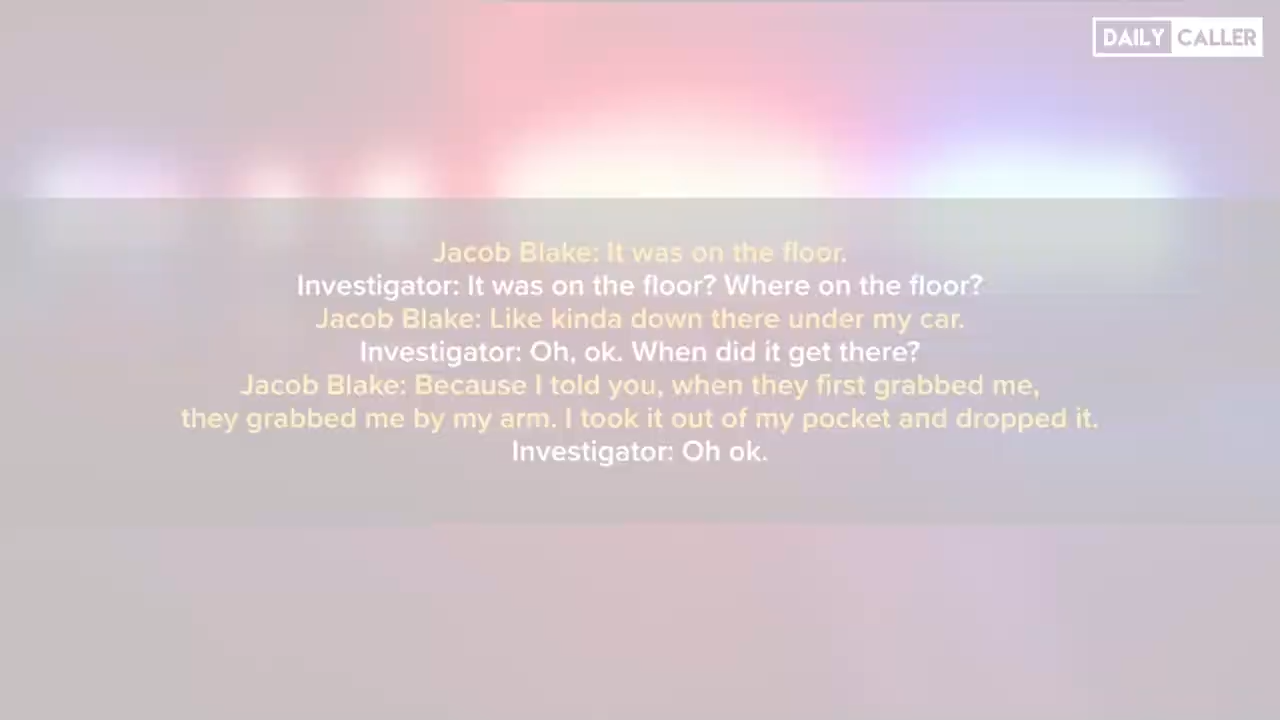 DAILY CALLER
Jacob Blake: It was on the floor.
Investigator: It was on the floor? Where on the floor?
Jacob Blake: Like kinda down there under my car.
Investigator: Oh, ok. When did it get there?
Jacob Blake: Because I told you, when they first grabbed me,
they grabbed me by my arm. I took it out of my pocket and dropped it.
Investigator: Oh ok.